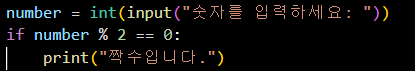 number = int(input("숫자를 입력하세요: "))
if number % 2 == 0:
    print("짝수입니다.")